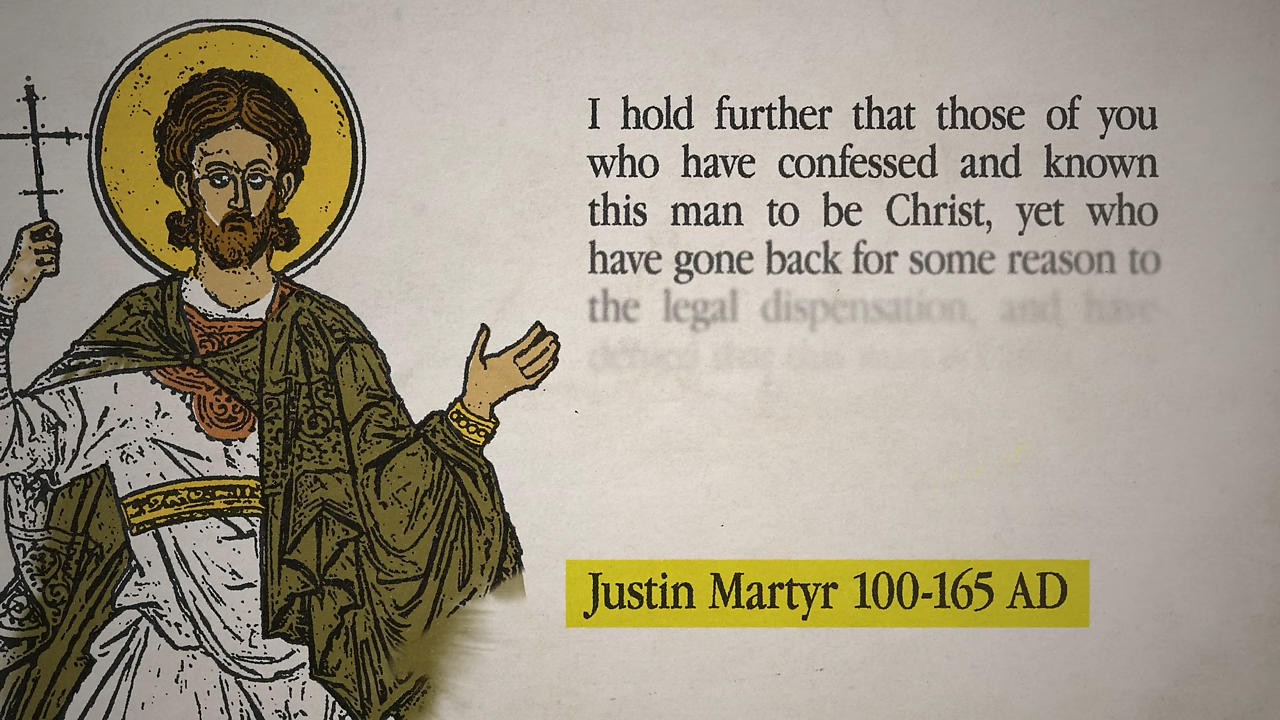 I hold further that those of you
who have confessed and known
this man to be Christ, yet who
have gone back for some reason to
the legal dispensation, and have
Justin Martyr 100-165 AD